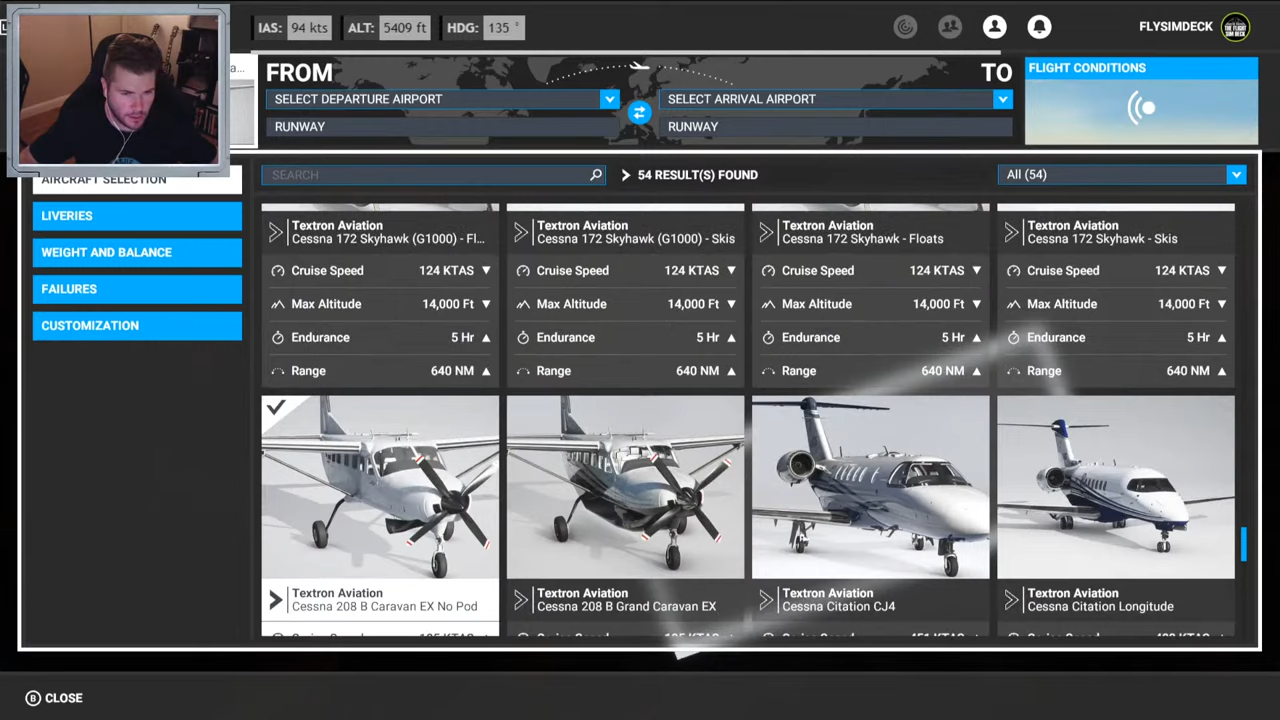 IAS: 94 kts ALT: 5409 ft HDG: 135 °
FLYSIMDECK
FROM
TO
SELECT DEPARTURE AIRPORT
SELECT ARRIVAL AIRPORT
RUNWAY
RUNWAY
FLIGHT CONDITIONS
AIRCRAFT SELECTION
LIVERIES
WEIGHT AND BALANCE
FAILURES
CUSTOMIZATION
SEARCH
54 RESULT(S) FOUND
All (54)
Textron Aviation
Cessna 172 Skyhawk (G1000) - Fl...
Cruise Speed 124 KTAS
Max Altitude 14,000 Ft
Endurance 5 Hr
Range 640 NM
Textron Aviation
Cessna 172 Skyhawk (G1000) - Skis
Cruise Speed 124 KTAS
Max Altitude 14,000 Ft
Endurance 5 Hr
Range 640 NM
Textron Aviation
Cessna 172 Skyhawk - Floats
Cruise Speed 124 KTAS
Max Altitude 14,000 Ft
Endurance 5 Hr
Range 640 NM
Textron Aviation
Cessna 172 Skyhawk - Skis
Cruise Speed 124 KTAS
Max Altitude 14,000 Ft
Endurance 5 Hr
Range 640 NM
Textron Aviation
Cessna 208 B Caravan EX No Pod
Textron Aviation
Cessna 208 B Grand Caravan EX
Textron Aviation
Cessna Citation CJ4
Textron Aviation
Cessna Citation Longitude
B CLOSE